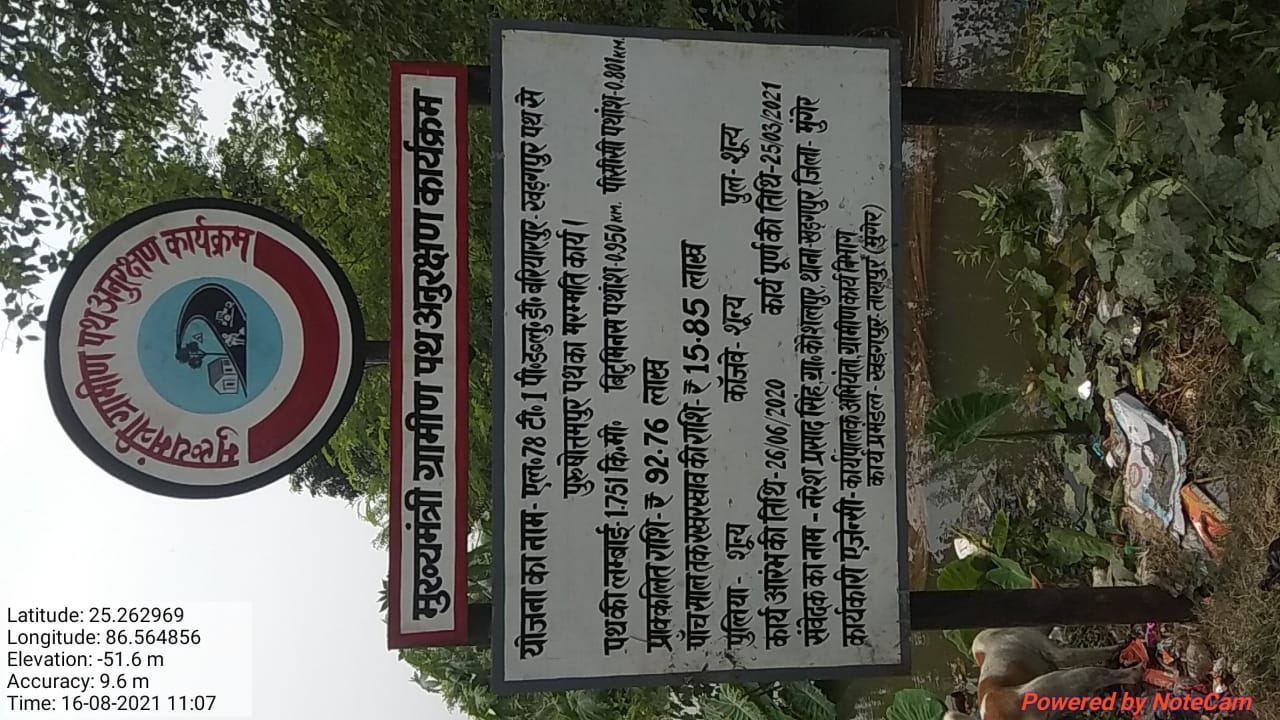 मुख्यमंत्री ग्रामीण पथ अनुरक्षण कार्यक्रम
मुख्यमंत्री ग्रामीण पथ अनुरक्षण कार्यक्रम
योजना का नाम- एल॰78 टी॰ 1 पी॰डब्लु॰डी॰ बरियारपुर- खड़गपुर पथ से
पुरुषोतमपुर पथ का मरम्मति कार्य।
पथ की लम्बाई- 1.751 कि॰मी॰ बिटुमिनस पथांश-0.950 km. पीसीसी पथांश-0.801 KM.
प्राक्कलित राशि- ₹ 92.76 लाख
पाँच साल तक रखरखाव की राशि- ₹ 15.85 लाख
पुलिया- शून्य कॉजवे- शून्य पुल- शून्य
कार्य आरंभ की तिथि-26/06/2020 कार्य पूर्ण की तिथि-25/03/2021
संवेदक का नाम - नरेश प्रसाद सिंह, ग्रा॰ कौशलपुर, थाना-खड़गपुर, जिला- मुंगेर
कार्यकारी एजेन्सी- कार्यपालक अभियंता, ग्रामीण कार्य विभाग
कार्य प्रमंडल- खड़गपुर- तारापुर (मुंगेर)
Latitude: 25.262969
Longitude: 86.564856
Elevation: -51.6 m
Accuracy: 9.6 m
Time: 16-08-2021 11:07
Powered by NoteCam